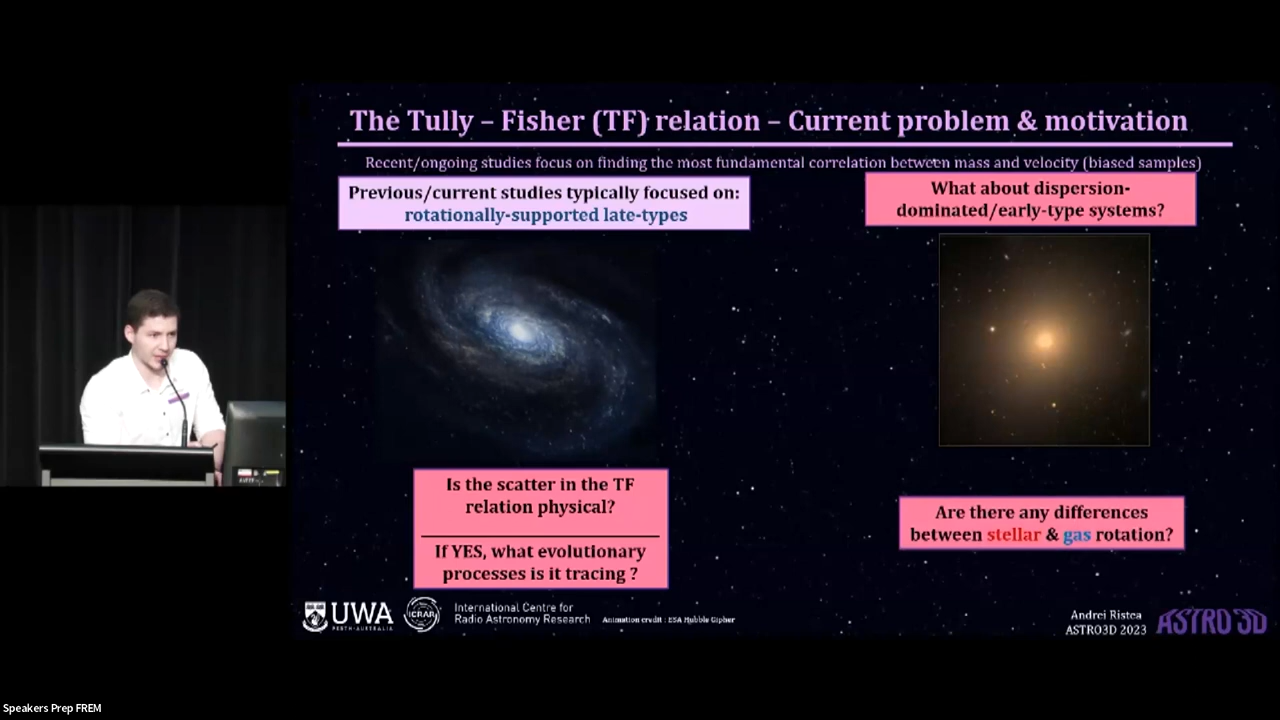 The Tully – Fisher (TF) relation – Current problem & motivation
Recent/ongoing studies focus on finding the most fundamental correlation between mass and velocity (biased samples)
Previous/current studies typically focused on:
rotationally-supported late-types
What about dispersion-
dominated/early-type systems?
Is the scatter in the TF
relation physical?
If YES, what evolutionary
processes is it tracing ?
Are there any differences
between stellar & gas rotation?
UWA
PERTH·AUSTRALIA
ICRAR
International Centre for
Radio Astronomy Research
Animation credit : ESA Hubble Gipher
Andrei Ristea
ASTRO3D 2023
ASTRO 3D
Speakers Prep FREM